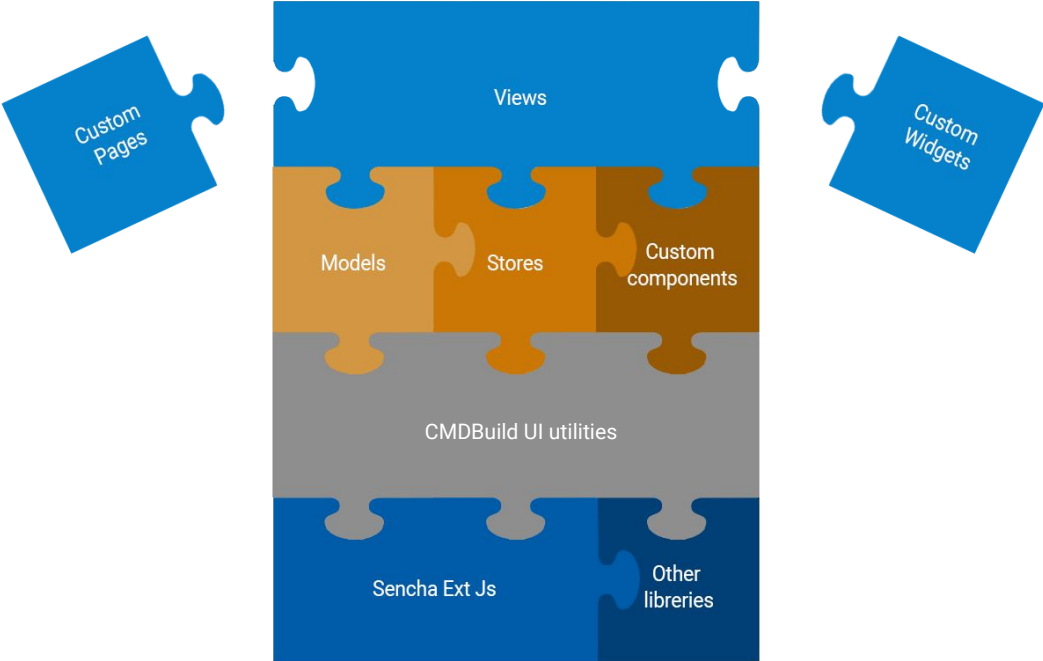 Custom
Pages
Views
Custom
Widgets
Models
Stores
Custom
components
CMDBuild UI utilities
Sencha Ext Js
Other
libreries